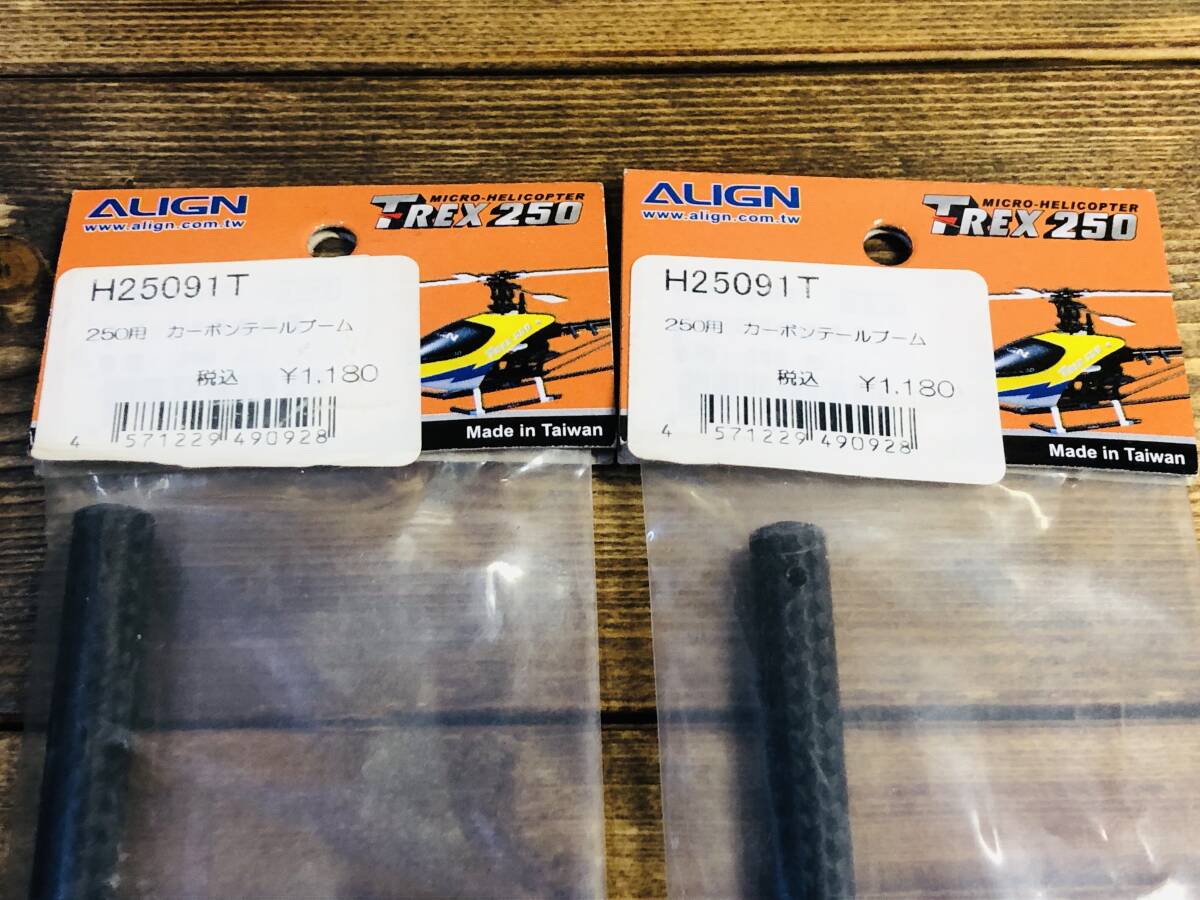 ALIGN
www.align.com.tw
MICRO-HELICOPTER
T-REX 250
H25091T
250用 カーボンテールブーム
税込 ¥1,180
4 571229 490928
Made in Taiwan
ALIGN
www.align.com.tw
MICRO-HELICOPTER
T-REX 250
H25091T
250用 カーボンテールブーム
税込 ¥1,180
4 571229 490928
Made in Taiwan